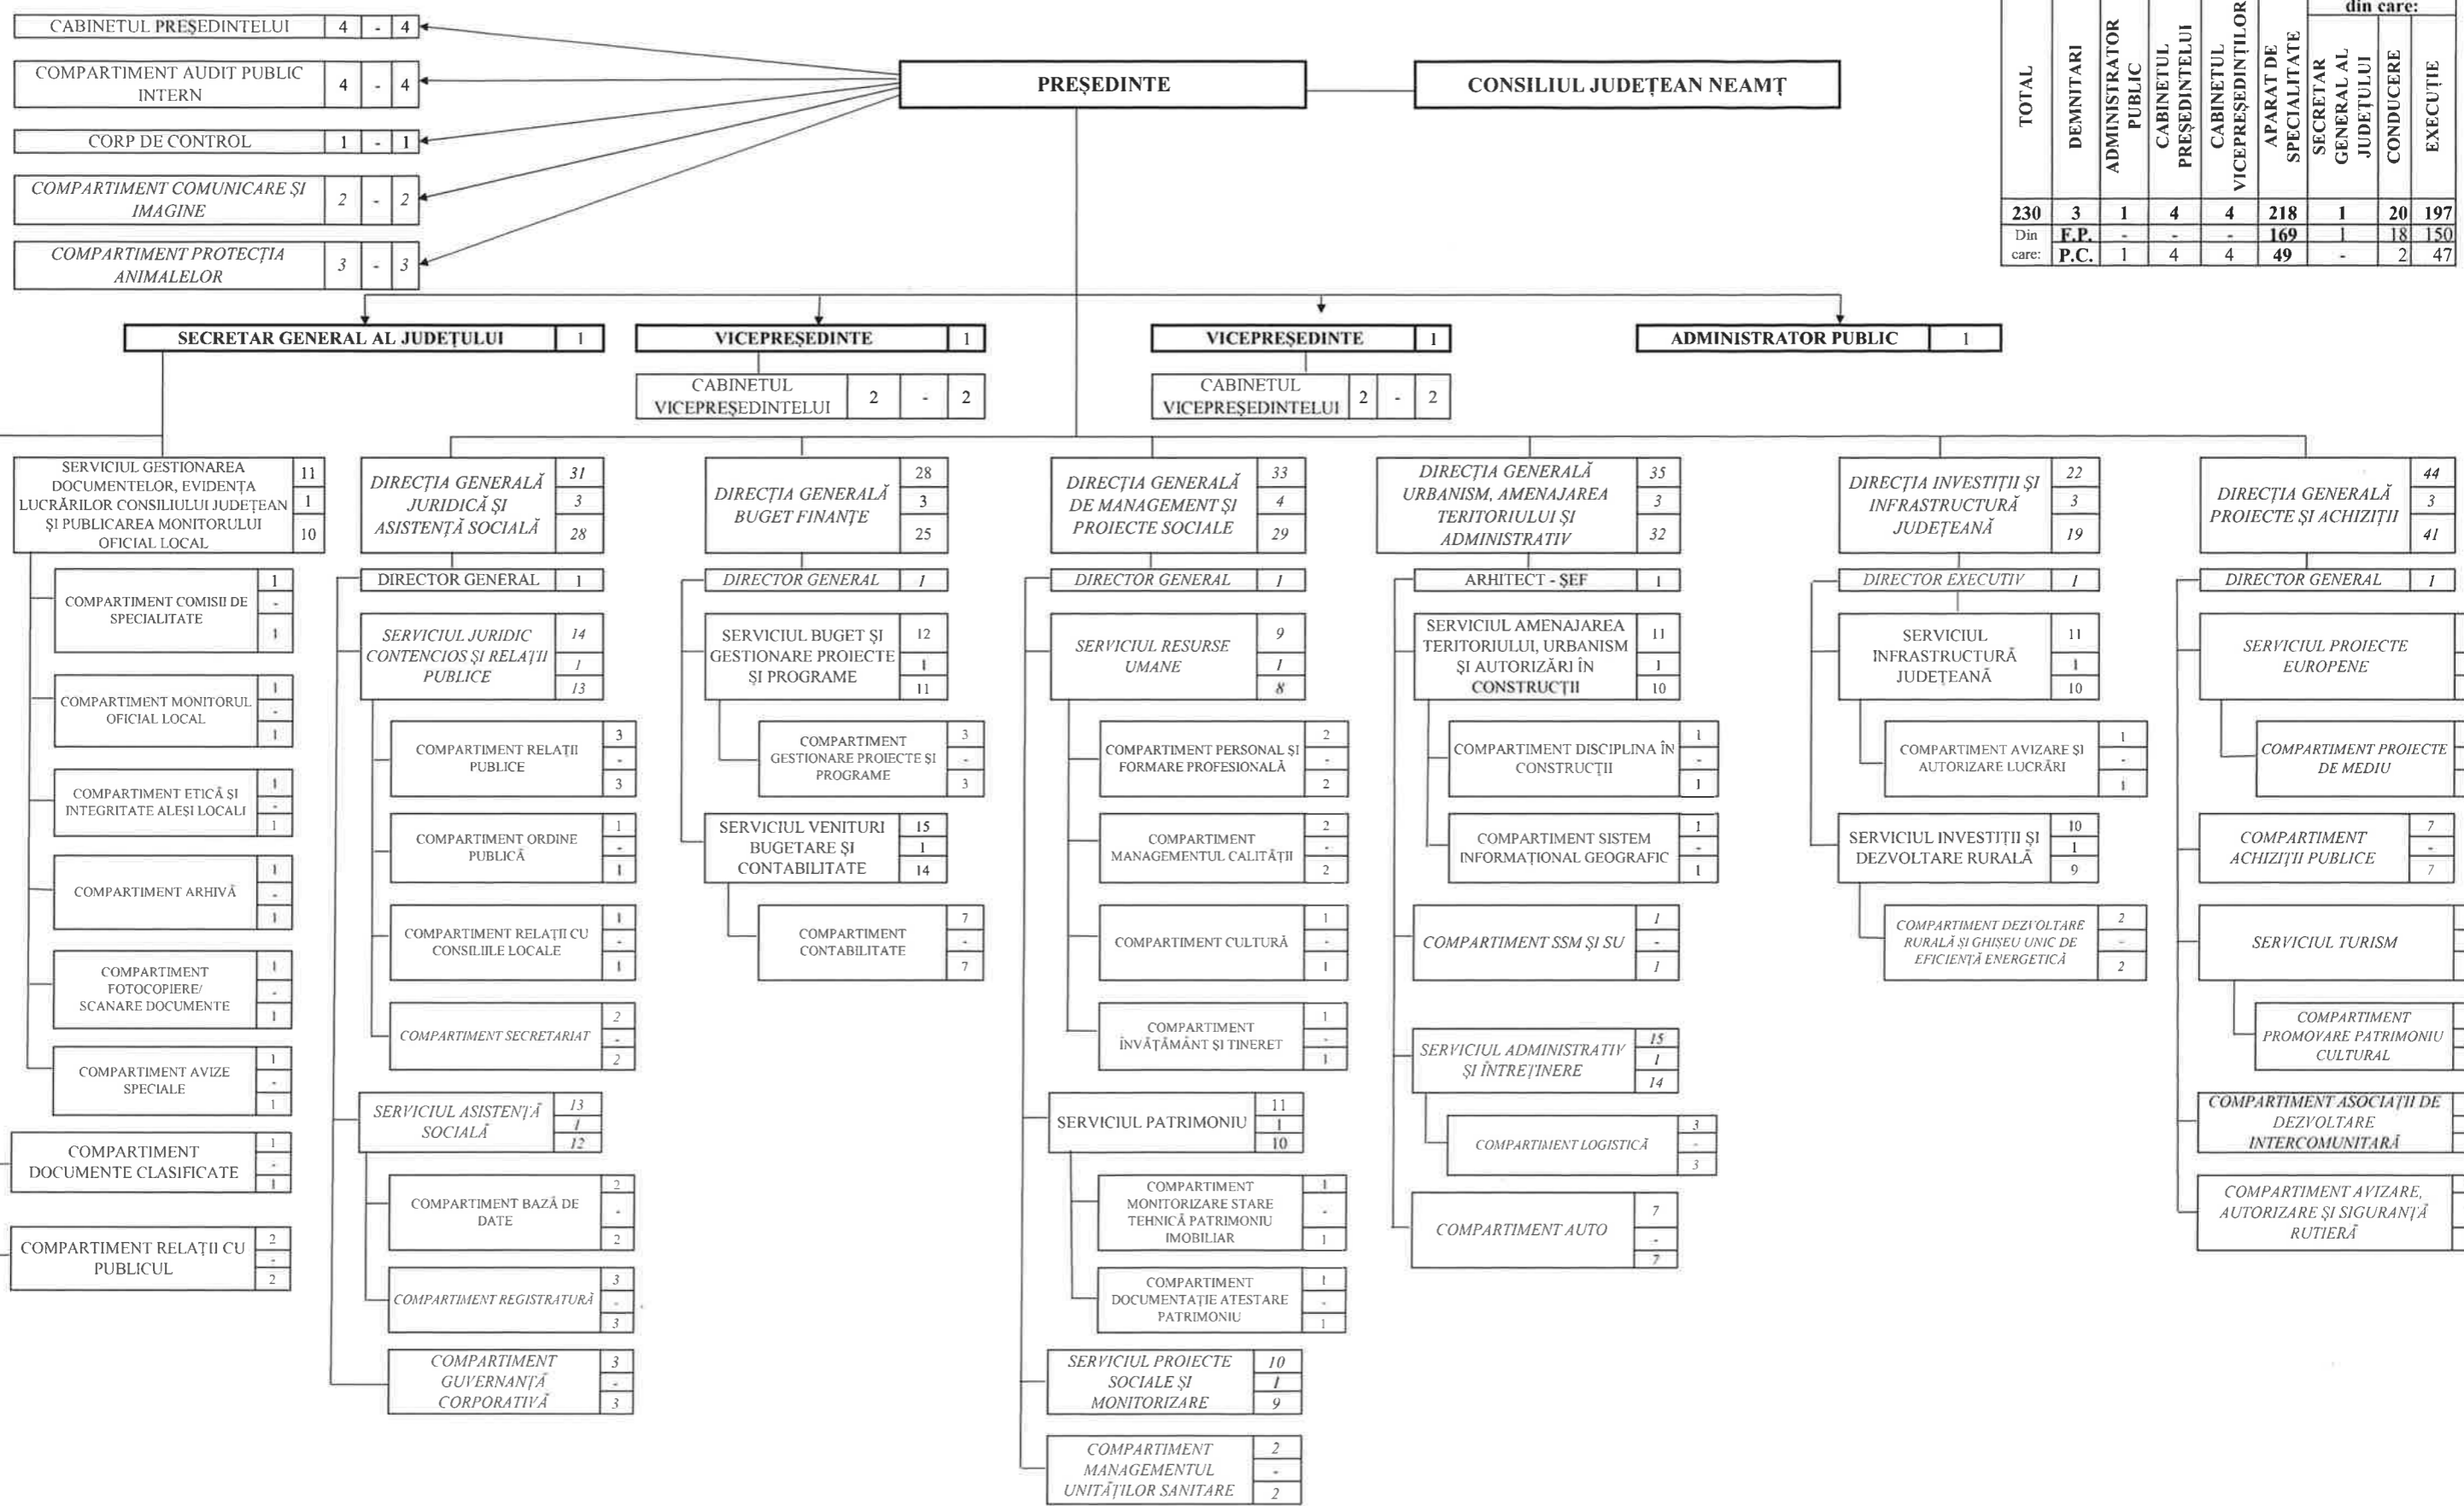 CABINETUL PREȘEDINTELUI 4 - 4
COMPARTIMENT AUDIT PUBLIC
INTERN 4 - 4
CORP DE CONTROL 1 - 1
COMPARTIMENT COMUNICARE ȘI
IMAGINE 2 - 2
COMPARTIMENT PROTECȚIA
ANIMALELOR 3 - 3
PREȘEDINTE
CONSILIUL JUDEȚEAN NEAMȚ
din care:
TOTAL
DEMNITARI
ADMINISTRATOR
PUBLIC
CABINETUL
PREȘEDINTELUI
CABINETUL
VICEPREȘEDINȚILOR
APARAT DE
SPECIALITATE
SECRETAR
GENERAL AL
JUDEȚULUI
CONDUCERE
EXECUȚIE
230 3 1 4 4 218 1 20 197
Din F.P. - - - 169 1 18 150
care: P.C. 1 4 4 49 - 2 47
SECRETAR GENERAL AL JUDEȚULUI 1
VICEPREȘEDINTE 1
VICEPREȘEDINTE 1
ADMINISTRATOR PUBLIC 1
CABINETUL
VICEPREȘEDINTELUI 2 - 2
CABINETUL
VICEPREȘEDINTELUI 2 - 2
SERVICIUL GESTIONAREA
DOCUMENTELOR, EVIDENȚA
LUCRĂRILOR CONSILIULUI JUDEȚEAN
ȘI PUBLICAREA MONITORULUI
OFICIAL LOCAL
11
1
10
COMPARTIMENT COMISII DE
SPECIALITATE
1
-
1
COMPARTIMENT MONITORUL
OFICIAL LOCAL
1
-
1
COMPARTIMENT ETICĂ ȘI
INTEGRITATE ALEȘI LOCALI
1
-
1
COMPARTIMENT ARHIVĂ
1
-
1
COMPARTIMENT
FOTOCOPIERE/
SCANARE DOCUMENTE
1
-
1
COMPARTIMENT AVIZE
SPECIALE
1
-
1
COMPARTIMENT
DOCUMENTE CLASIFICATE
1
-
1
COMPARTIMENT RELAȚII CU
PUBLICUL
2
-
2
DIRECȚIA GENERALĂ
JURIDICĂ ȘI
ASISTENȚĂ SOCIALĂ
31
3
28
DIRECTOR GENERAL 1
SERVICIUL JURIDIC
CONTENCIOS ȘI RELAȚII
PUBLICE
14
1
13
COMPARTIMENT RELAȚII
PUBLICE
3
-
3
COMPARTIMENT ORDINE
PUBLICĂ
1
-
1
COMPARTIMENT RELAȚII CU
CONSILIILE LOCALE
1
-
1
COMPARTIMENT SECRETARIAT
2
-
2
SERVICIUL ASISTENȚĂ
SOCIALĂ
13
1
12
COMPARTIMENT BAZĂ DE
DATE
2
-
2
COMPARTIMENT REGISTRATURĂ
3
-
3
COMPARTIMENT
GUVERNANȚĂ
CORPORATIVĂ
3
-
3
DIRECȚIA GENERALĂ
BUGET FINANȚE
28
3
25
DIRECTOR GENERAL 1
SERVICIUL BUGET ȘI
GESTIONARE PROIECTE
ȘI PROGRAME
12
1
11
COMPARTIMENT
GESTIONARE PROIECTE ȘI
PROGRAME
3
-
3
SERVICIUL VENITURI
BUGETARE ȘI
CONTABILITATE
15
1
14
COMPARTIMENT
CONTABILITATE
7
-
7
DIRECȚIA GENERALĂ
DE MANAGEMENT ȘI
PROIECTE SOCIALE
33
4
29
DIRECTOR GENERAL 1
SERVICIUL RESURSE
UMANE
9
1
8
COMPARTIMENT PERSONAL ȘI
FORMARE PROFESIONALĂ
2
-
2
COMPARTIMENT
MANAGEMENTUL CALITĂȚII
2
-
2
COMPARTIMENT CULTURĂ
1
-
1
COMPARTIMENT
ÎNVĂȚĂMÂNT ȘI TINERET
1
-
1
SERVICIUL PATRIMONIU
11
1
10
COMPARTIMENT
MONITORIZARE STARE
TEHNICĂ PATRIMONIU
IMOBILIAR
1
-
1
COMPARTIMENT
DOCUMENTAȚIE ATESTARE
PATRIMONIU
1
-
1
SERVICIUL PROIECTE
SOCIALE ȘI
MONITORIZARE
10
1
9
COMPARTIMENT
MANAGEMENTUL
UNITĂȚILOR SANITARE
2
-
2
DIRECȚIA GENERALĂ
URBANISM, AMENAJAREA
TERITORIULUI ȘI
ADMINISTRATIV
35
3
32
ARHITECT - ȘEF 1
SERVICIUL AMENAJAREA
TERITORIULUI, URBANISM
ȘI AUTORIZĂRI ÎN
CONSTRUCȚII
11
1
10
COMPARTIMENT DISCIPLINA ÎN
CONSTRUCȚII
1
-
1
COMPARTIMENT SISTEM
INFORMAȚIONAL GEOGRAFIC
1
-
1
COMPARTIMENT SSM ȘI SU
1
-
1
SERVICIUL ADMINISTRATIV
ȘI ÎNTREȚINERE
15
1
14
COMPARTIMENT LOGISTICĂ
3
-
3
COMPARTIMENT AUTO
7
-
7
DIRECȚIA INVESTIȚII ȘI
INFRASTRUCTURĂ
JUDEȚEANĂ
22
3
19
DIRECTOR EXECUTIV 1
SERVICIUL
INFRASTRUCTURĂ
JUDEȚEANĂ
11
1
10
COMPARTIMENT AVIZARE ȘI
AUTORIZARE LUCRĂRI
1
-
1
SERVICIUL INVESTIȚII ȘI
DEZVOLTARE RURALĂ
10
1
9
COMPARTIMENT DEZVOLTARE
RURALĂ ȘI GHIȘEU UNIC DE
EFICIENȚĂ ENERGETICĂ
2
-
2
DIRECȚIA GENERALĂ
PROIECTE ȘI ACHIZIȚII
44
3
41
DIRECTOR GENERAL 1
SERVICIUL PROIECTE
EUROPENE
COMPARTIMENT PROIECTE
DE MEDIU
COMPARTIMENT
ACHIZIȚII PUBLICE
7
-
7
SERVICIUL TURISM
COMPARTIMENT
PROMOVARE PATRIMONIU
CULTURAL
COMPARTIMENT ASOCIAȚII DE
DEZVOLTARE
INTERCOMUNITARĂ
COMPARTIMENT AVIZARE,
AUTORIZARE ȘI SIGURANȚĂ
RUTIERĂ